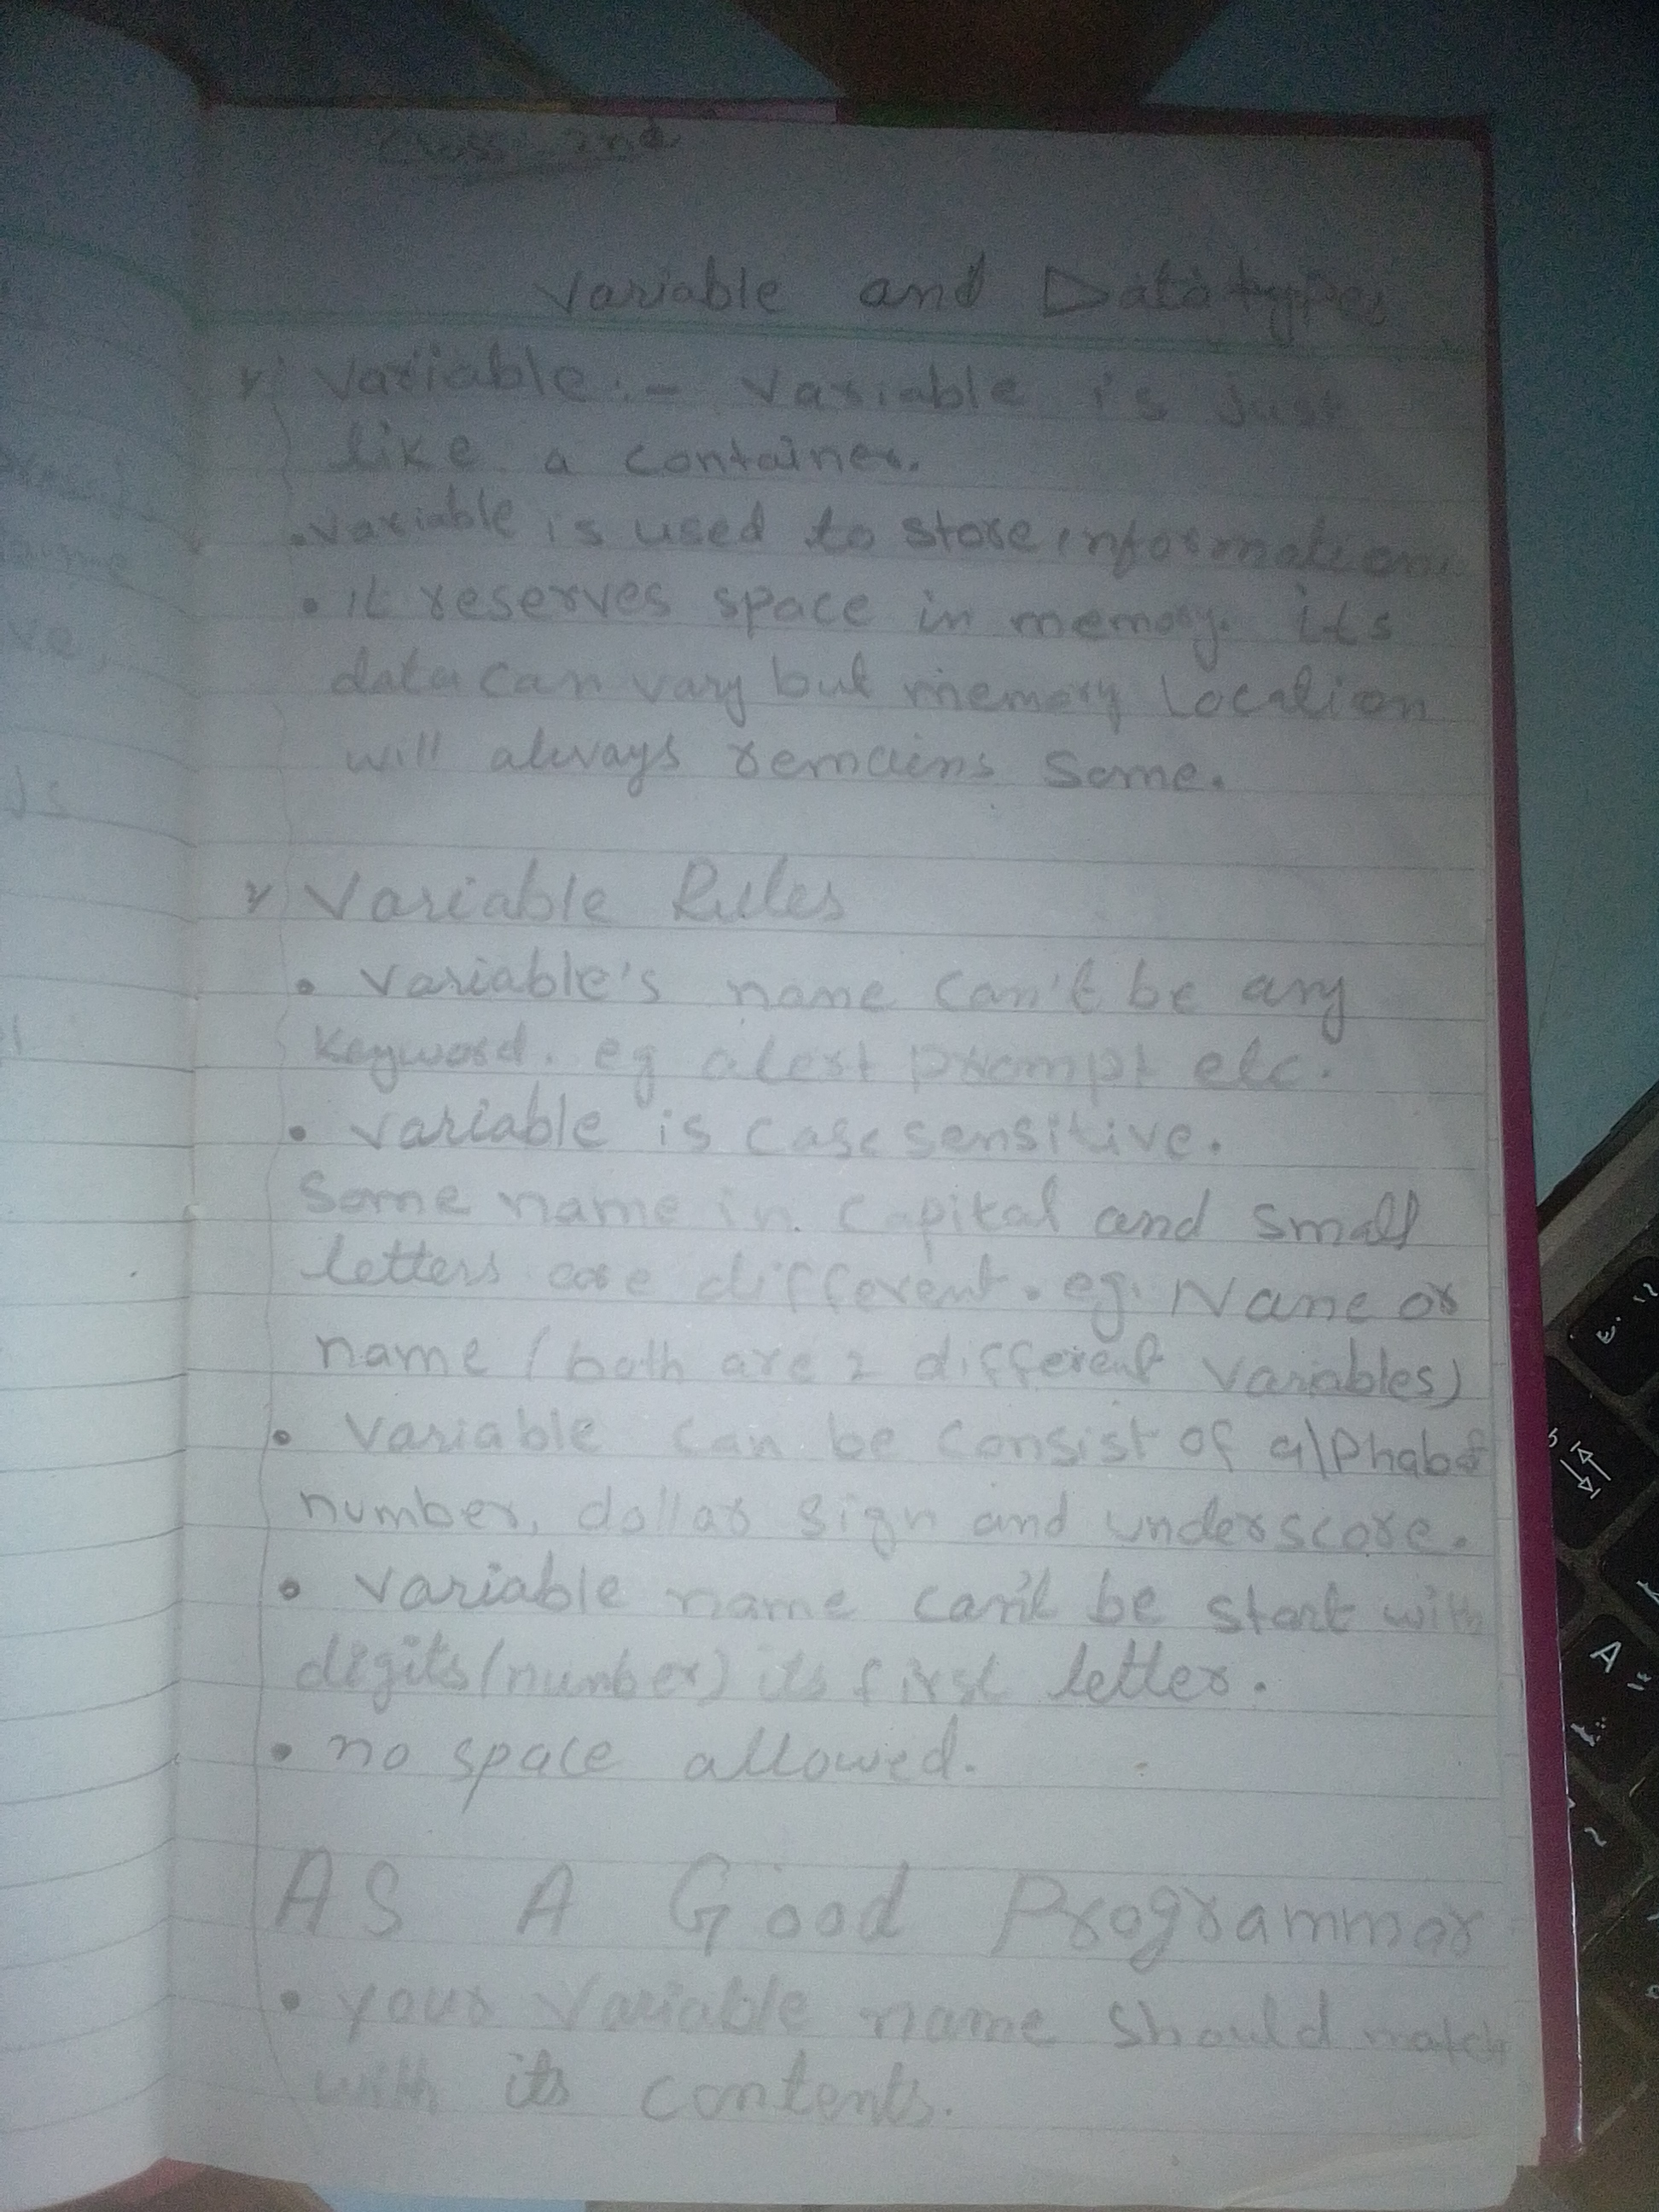 Class 2nd
Variable and Datatypes
Variable :- Variable is just
like a container.
• Variable is used to store information.
• it reserves space in memory. its
data can vary but memory Location
will always remains Same.
Variable Rules
• Variable's name can't be any
keyword. eg alert prompt etc.
• Variable is case sensitive.
Same name in capital and small
letters are different. eg. Name or
name (both are 2 different variables)
• Variable can be consist of alphabet
number, dollar sign and underscore.
• Variable name can't be start with
digits (number) its first letter.
• no space allowed.
AS A Good Programmar
• your Variable name should match
with its contents.